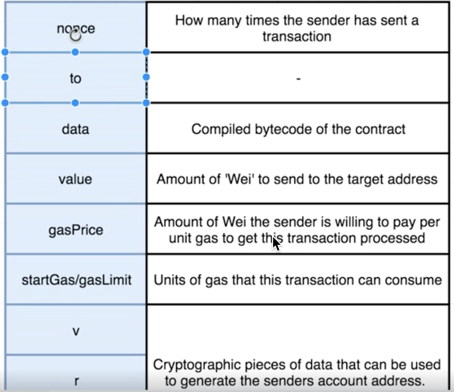 nonce
How many times the sender has sent a
transaction
to
-
data
Compiled bytecode of the contract
value
Amount of 'Wei' to send to the target address
gasPrice
Amount of Wei the sender is willing to pay per
unit gas to get this transaction processed
startGas/gasLimit
Units of gas that this transaction can consume
v
r
Cryptographic pieces of data that can be used
to generate the senders account address.